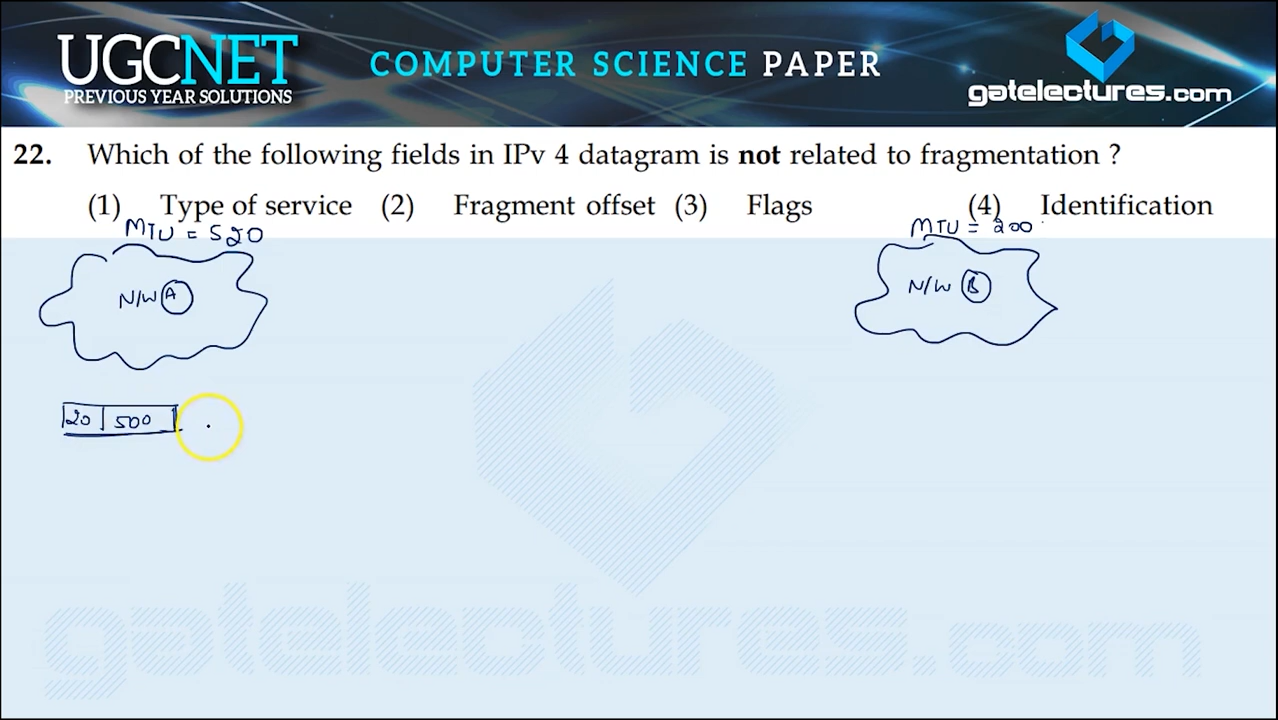 UGCNET
PREVIOUS YEAR SOLUTIONS
COMPUTER SCIENCE PAPER
gatelectures.com
22. Which of the following fields in IPv 4 datagram is not related to fragmentation ?
(1) Type of service (2) Fragment offset (3) Flags (4) Identification
MTU = 520
MTU = 200
N/W A
N/W B
20 500
gatelectures.com